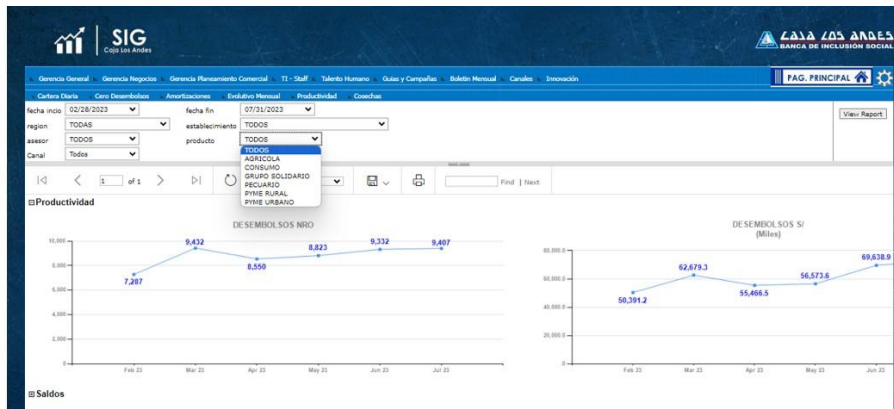 SIG
Caja Los Andes
CAJA LOS ANDES
BANCA DE INCLUSIÓN SOCIAL
Gerencia General Gerencia Negocios Gerencia Planeamiento Comercial TI - Staff Talento Humano Guias y Campañas Boletin Mensual Canales Innovación
PAG. PRINCIPAL
Cartera Diaria Cero Desembolsos Amortizaciones Evolutivo Mensual Productividad Cosechas
fecha incio 02/28/2023 fecha fin 07/31/2023
View Report
region TODAS establecimiento TODOS
asesor TODOS producto TODOS
Canal Todos
TODOS
AGRICOLA
CONSUMO
GRUPO SOLIDARIO
PECUARIO
PYME RURAL
PYME URBANO
1 of 1 Find | Next
Productividad
DESEMBOLSOS NRO
10,000
8,000
6,000
4,000
2,000
0
7,287
9,432
8,550
8,823
9,332
9,407
Feb 23 Mar 23 Apr 23 May 23 Jun 23 Jul 23
DESEMBOLSOS S/
(Miles)
80,000.0
60,000.0
40,000.0
20,000.0
0
50,391.2
62,679.3
55,466.5
56,573.6
69,638.9
Feb 23 Mar 23 Apr 23 May 23 Jun 23
Saldos